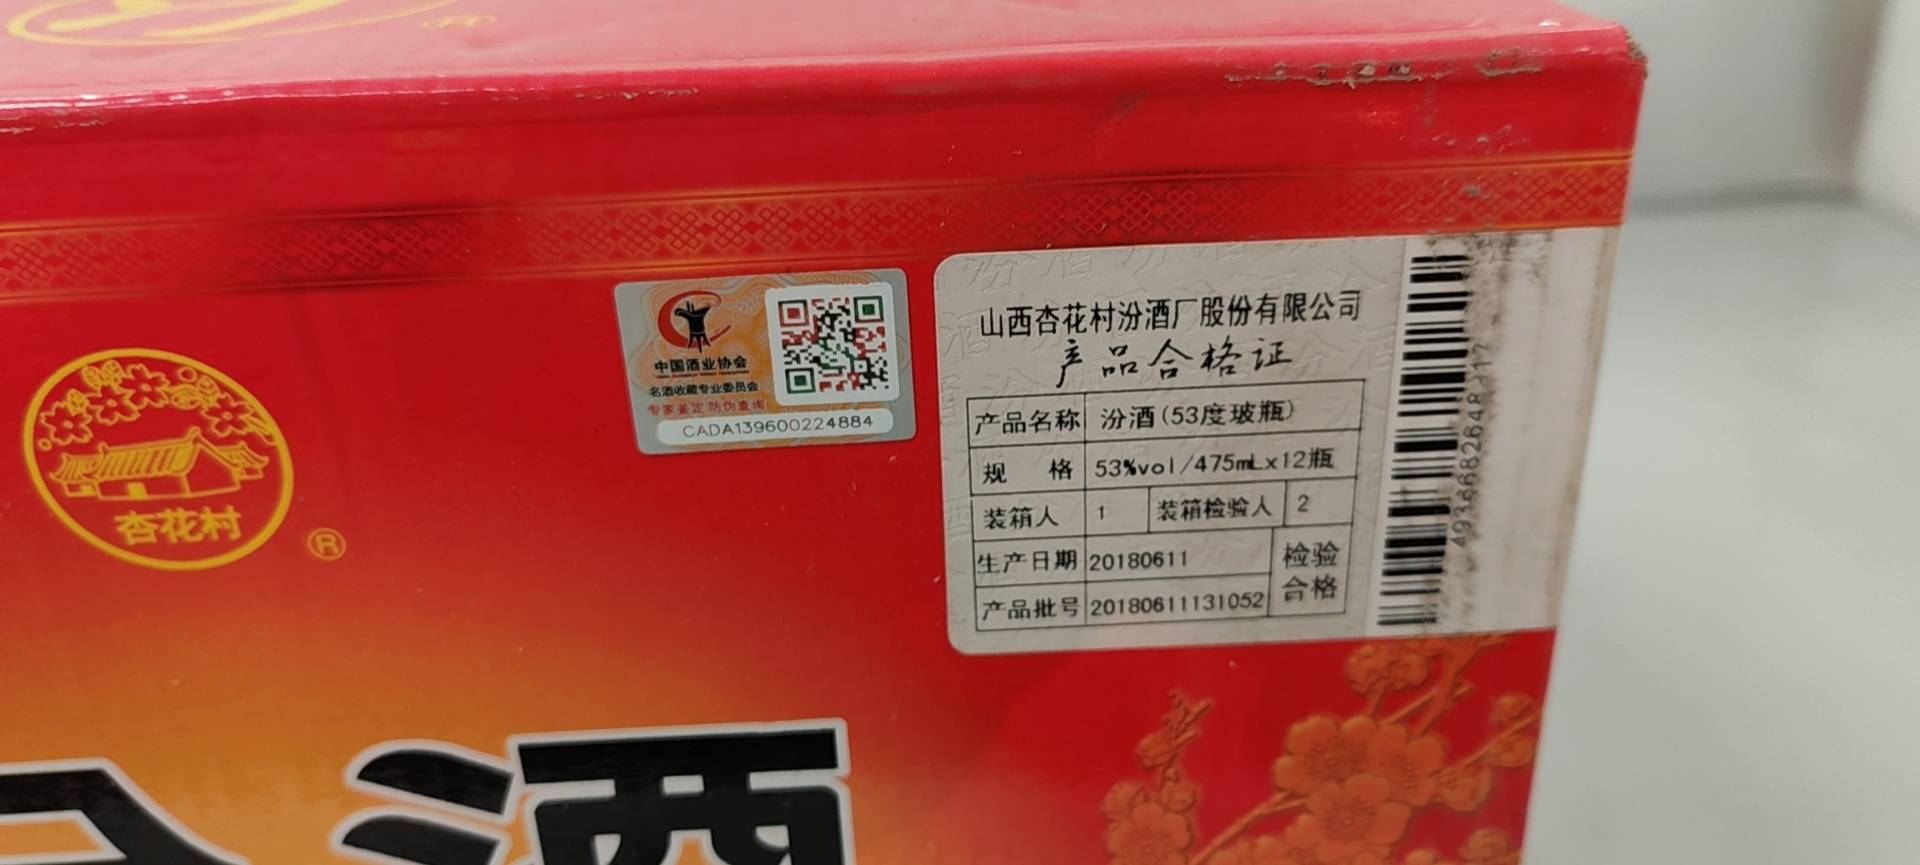 ®
杏花村
®
中国酒业协会
名酒收藏专业委员会
专家鉴定 防伪查询
CADA139600224884
山西杏花村汾酒厂股份有限公司
产品合格证
产品名称 汾酒(53度玻瓶)
规 格 53%vol/475mLx12瓶
装箱人 1 装箱检验人 2
生产日期 20180611 检验
产品批号 20180611131052 合格
酒